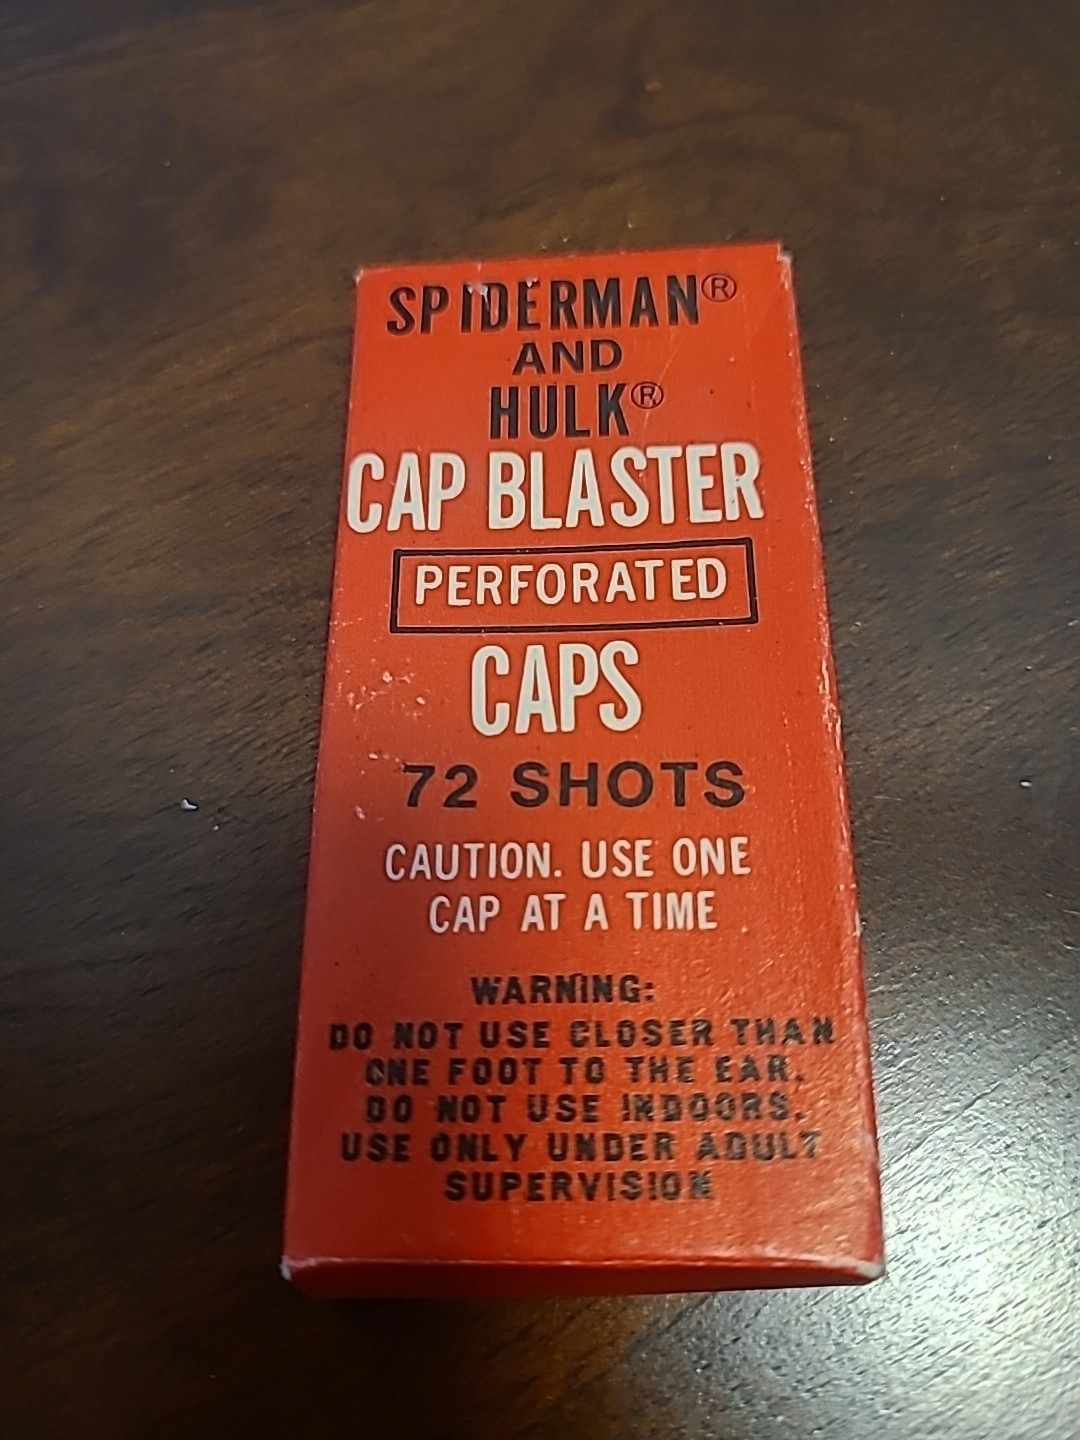 SPIDERMAN®
AND
HULK®
CAP BLASTER
PERFORATED
CAPS
72 SHOTS
CAUTION. USE ONE
CAP AT A TIME
WARNING:
DO NOT USE CLOSER THAN
ONE FOOT TO THE EAR.
DO NOT USE INDOORS.
USE ONLY UNDER ADULT
SUPERVISION